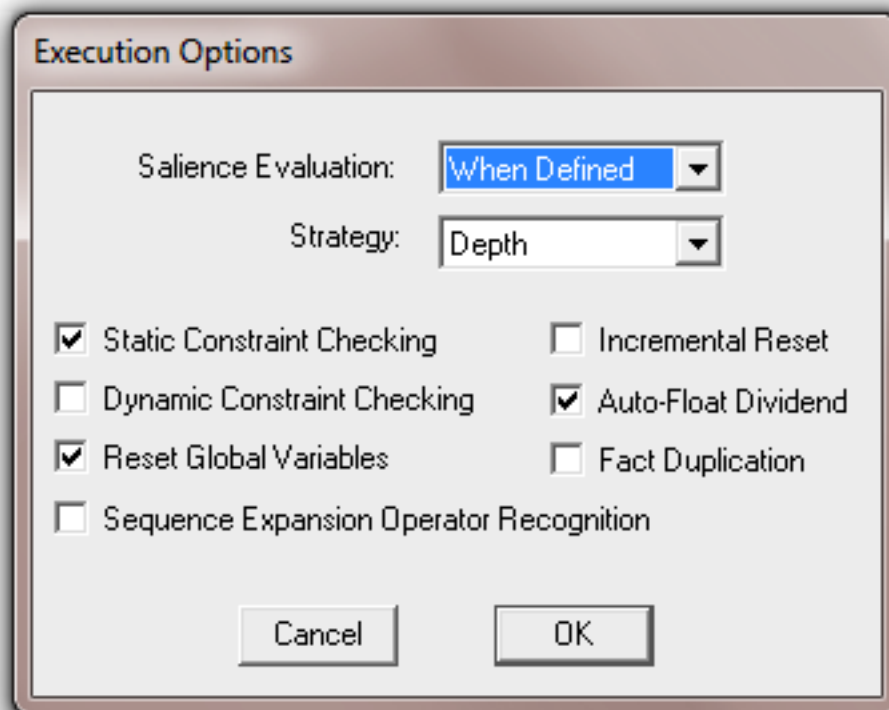 Execution Options
Salience Evaluation: When Defined
Strategy: Depth
Static Constraint Checking Incremental Reset
Dynamic Constraint Checking Auto-Float Dividend
Reset Global Variables Fact Duplication
Sequence Expansion Operator Recognition
Cancel OK